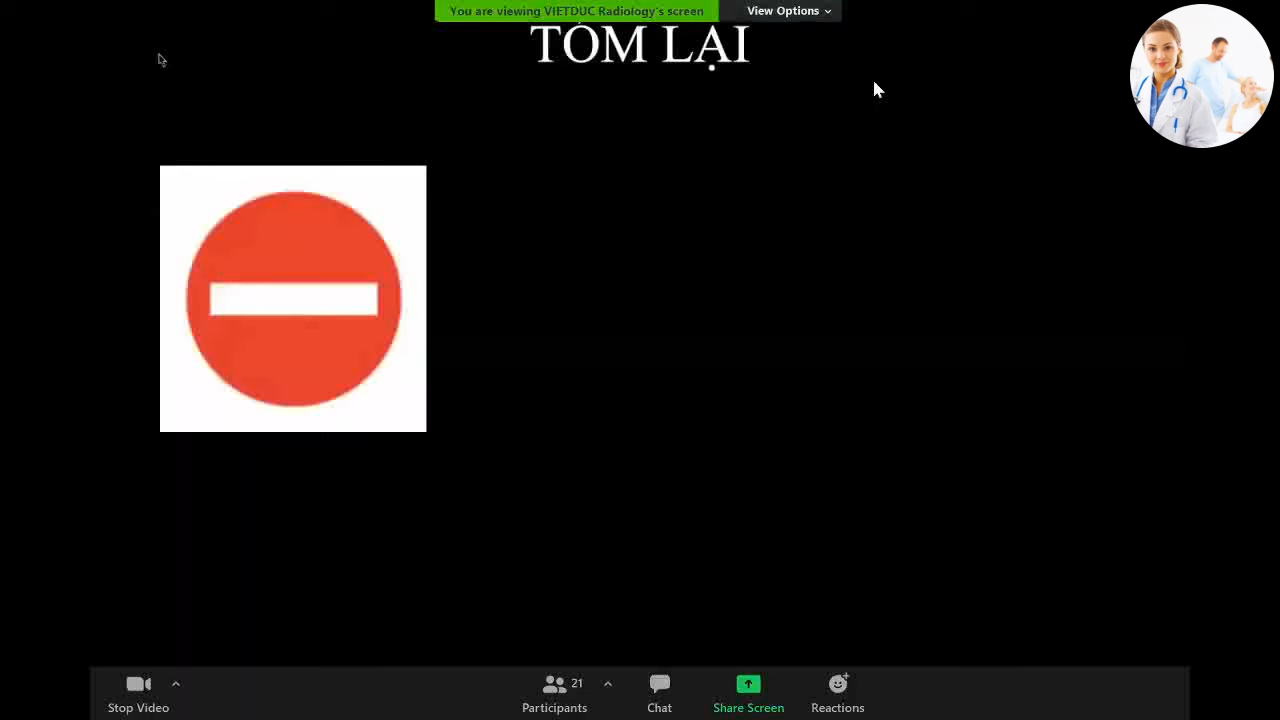 You are viewing VIETDUC Radiology's screen
View Options
TÓM LẠI
21
Stop Video
Participants
Chat
Share Screen
Reactions